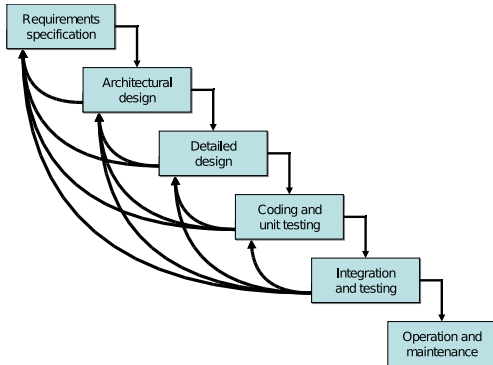 Requirements
specification
Architectural
design
Detailed
design
Coding and
unit testing
Integration
and testing
Operation and
maintenance